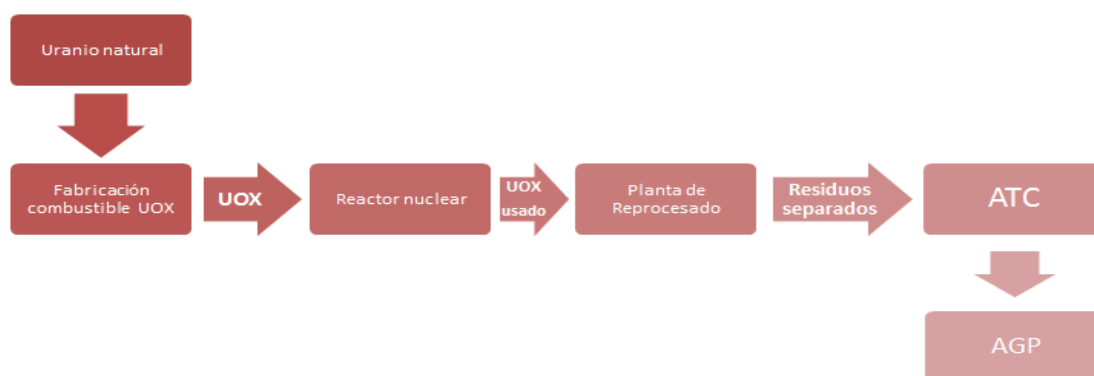 Uranio natural
Fabricación
combustible UOX
UOX
Reactor nuclear
UOX
usado
Planta de
Reprocesado
Residuos
separados
ATC
AGP